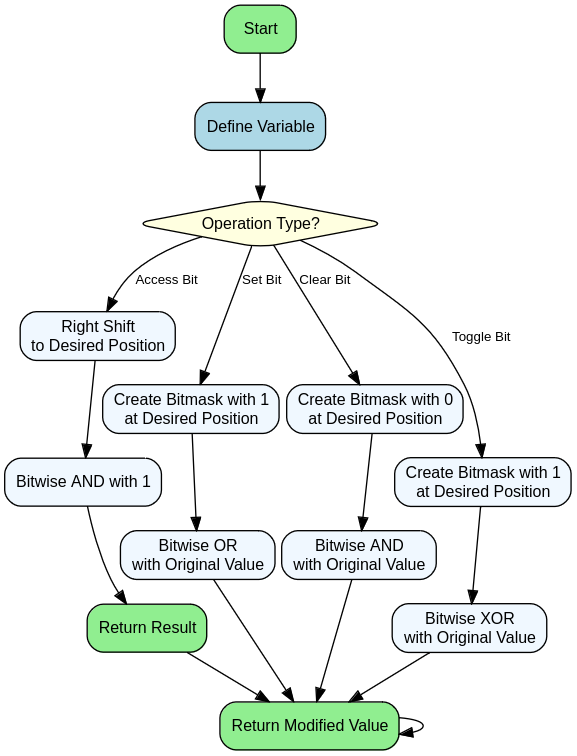 Start
Define Variable
Operation Type?
Access Bit
Set Bit
Clear Bit
Toggle Bit
Right Shift
to Desired Position
Create Bitmask with 1
at Desired Position
Create Bitmask with 0
at Desired Position
Create Bitmask with 1
at Desired Position
Bitwise AND with 1
Bitwise OR
with Original Value
Bitwise AND
with Original Value
Bitwise XOR
with Original Value
Return Result
Return Modified Value